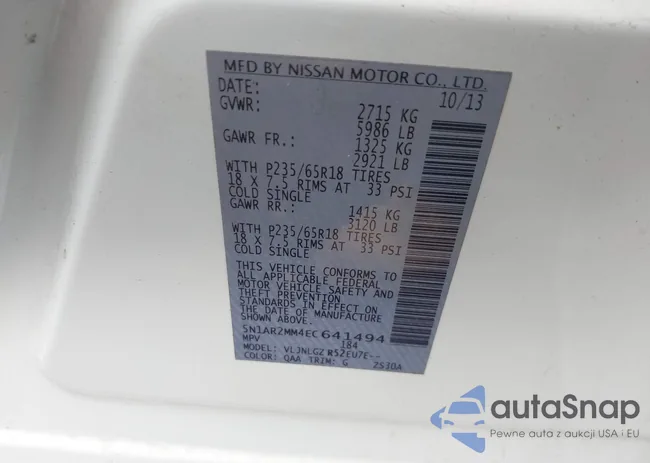 MFD BY NISSAN MOTOR CO., LTD.
DATE: 10/13
GVWR: 2715 KG
5986 LB
GAWR FR.: 1325 KG
2921 LB
WITH P235/65R18 TIRES
18 X 7.5 RIMS AT 33 PSI
COLD SINGLE
GAWR RR.: 1415 KG
3120 LB
WITH P235/65R18 TIRES
18 X 7.5 RIMS AT 33 PSI
COLD SINGLE
THIS VEHICLE CONFORMS TO
ALL APPLICABLE FEDERAL
MOTOR VEHICLE SAFETY AND
THEFT PREVENTION
STANDARDS IN EFFECT ON
THE DATE OF MANUFACTURE
SHOWN ABOVE.
5N1AR2MM4EC641494
MPV 184
MODEL: VLJNLGZ R52EU7E--
COLOR: QAA TRIM: G 2S30A
autaSnap
Pewne auta z aukcji USA i EU